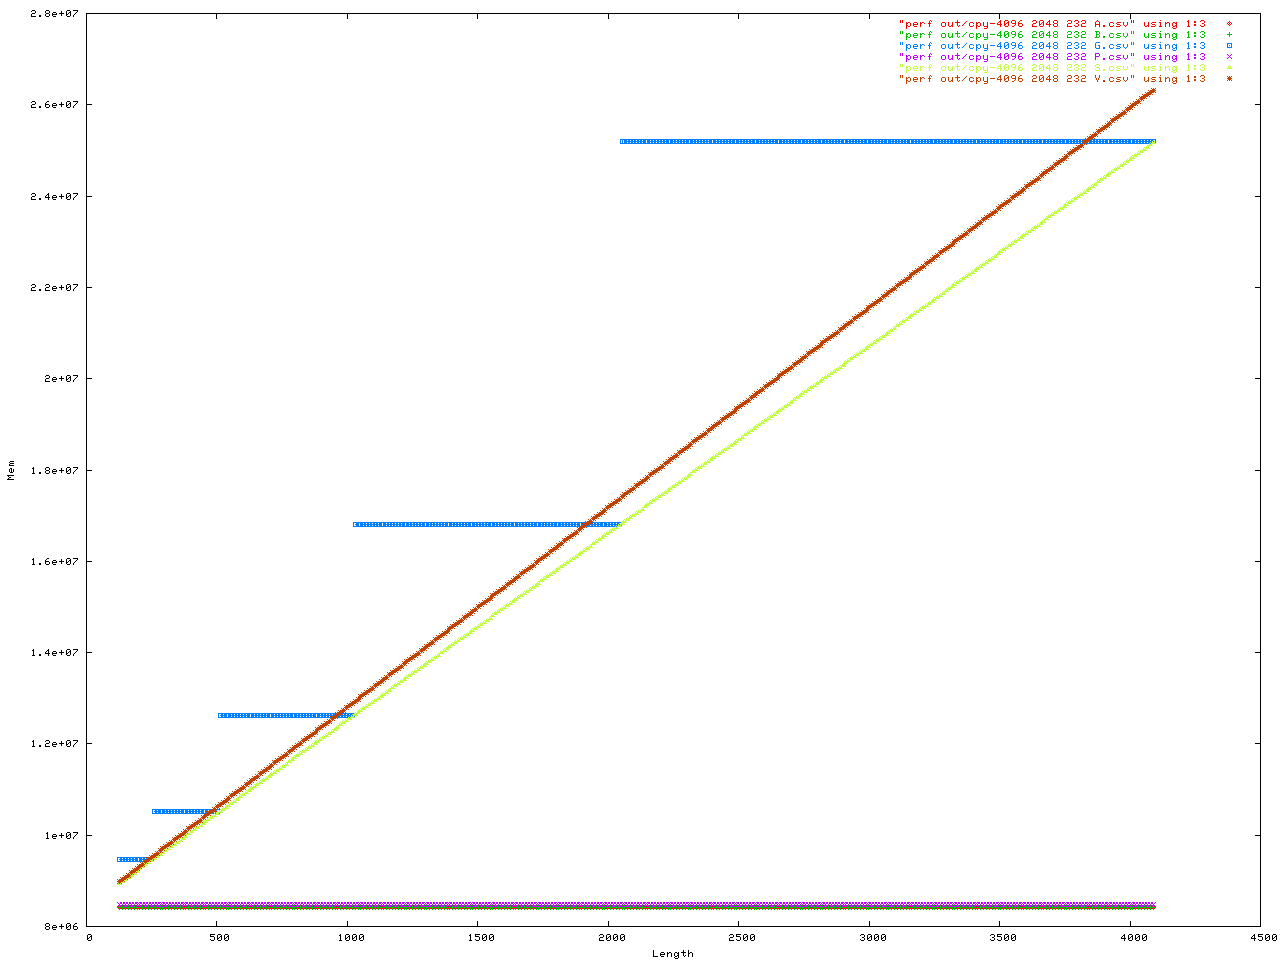 2.8e+07
"perf out/cpy-4096 2048 232 A.csv" using 1:3
"perf out/cpy-4096 2048 232 B.csv" using 1:3
"perf out/cpy-4096 2048 232 G.csv" using 1:3
"perf out/cpy-4096 2048 232 P.csv" using 1:3
"perf out/cpy-4096 2048 232 S.csv" using 1:3
"perf out/cpy-4096 2048 232 V.csv" using 1:3
2.6e+07
2.4e+07
2.2e+07
2e+07
1.8e+07
Mem
1.6e+07
1.4e+07
1.2e+07
1e+07
8e+06
0 500 1000 1500 2000 2500 3000 3500 4000 4500
Length